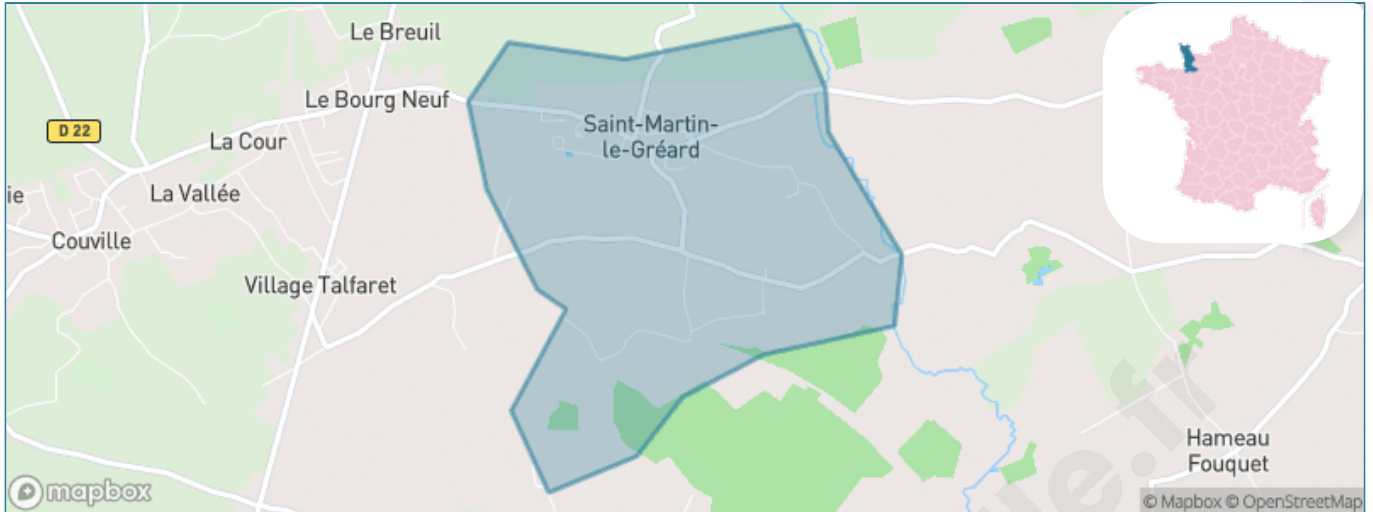 Le Breuil
Le Bourg Neuf
D 22
La Cour
Saint-Martin-
le-Gréard
La Vallée
ie
Couville
Village Talfaret
Hameau
Fouquet
mapbox
© Mapbox © OpenStreetMap